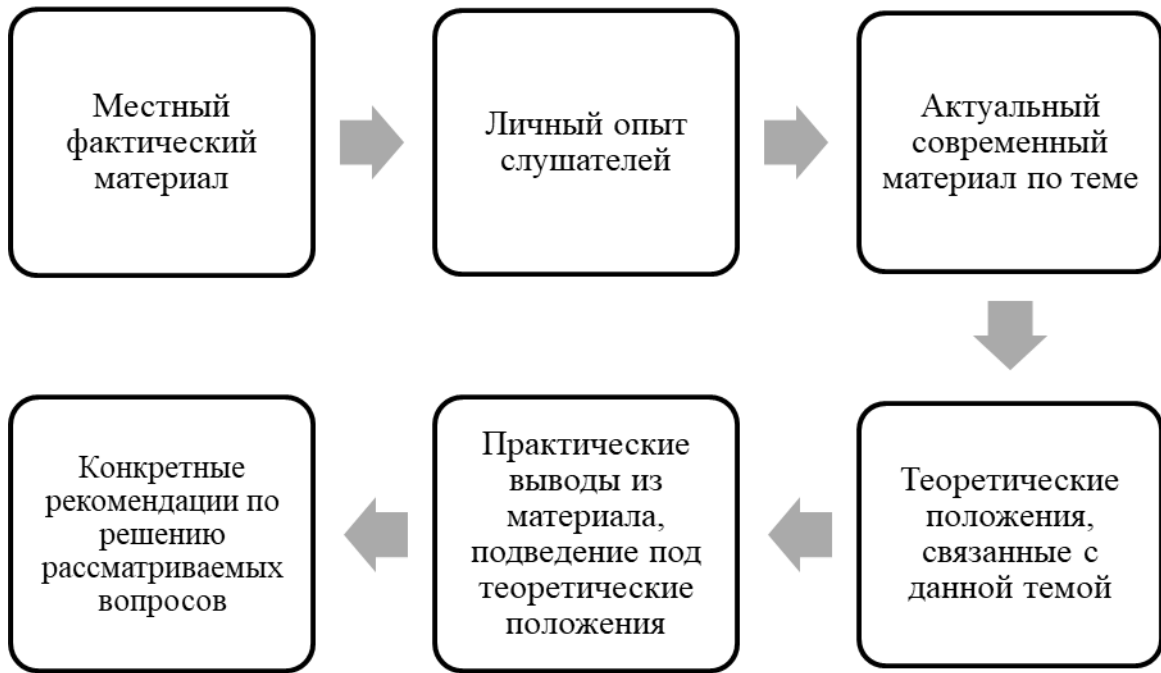 Местный
фактический
материал
Личный опыт
слушателей
Актуальный
современный
материал по теме
Теоретические
положения,
связанные с
данной темой
Практические
выводы из
материала,
подведение под
теоретические
положения
Конкретные
рекомендации по
решению
рассматриваемых
вопросов